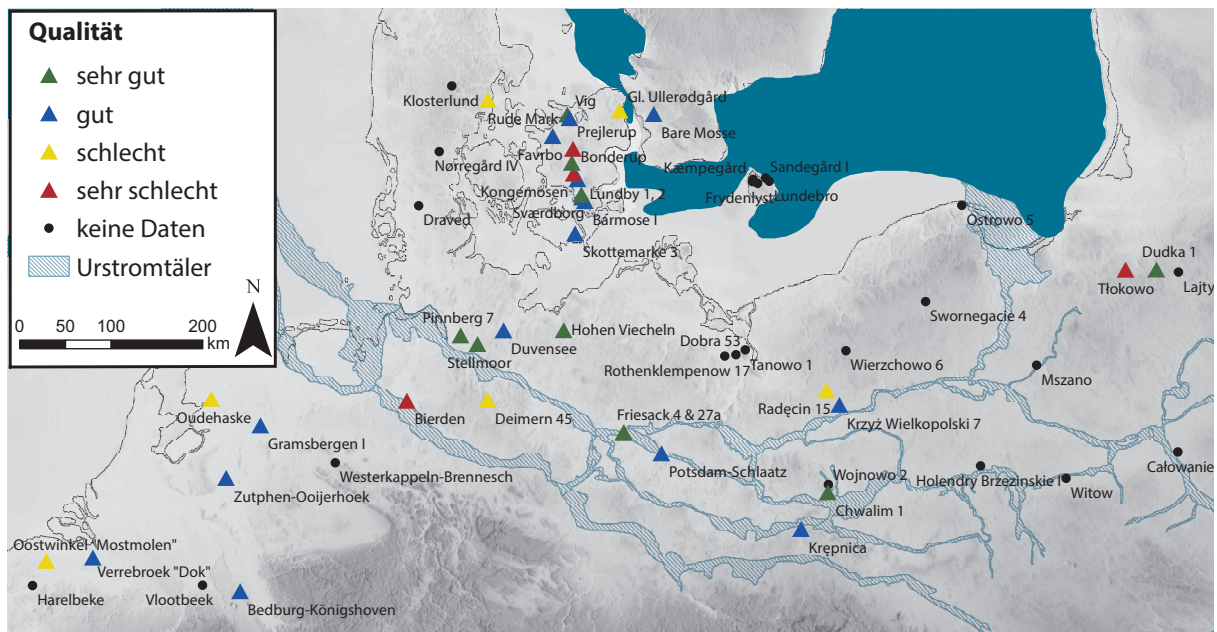 Qualität
sehr gut
gut
schlecht
sehr schlecht
keine Daten
Urstromtäler
N
0 50 100 200
km
Klosterlund
Vig
Gl. Ullerødgård
Rude Mark
Prejlerup
Bare Mosse
Favrbo
Bonderup
Nørregård IV
Kæmpegård
Sandegård I
Kongemosen
Lundby 1, 2
Frydenlyst
Lundebro
Draved
Sværdborg
Barmose I
Ostrowo 5
Skottemarke 3
Dudka 1
Tłokowo
Lajty
Swornegacie 4
Pinnberg 7
Hohen Viecheln
Duvensee
Dobra 53
Stellmoor
Rothenklempenow 17
Tanowo 1
Wierzchowo 6
Mszano
Oudehaske
Bierden
Deimern 45
Friesack 4 & 27a
Radęcin 15
Krzyż Wielkopolski 7
Gramsbergen I
Westerkappeln-Brennesch
Potsdam-Schlaatz
Wojnowo 2
Całowanie
Zutphen-Ooijerhoek
Holendry Brzezinskie I
Witow
Chwalim 1
Krępnica
Oostwinkel "Mostmolen"
Verrebroek "Dok"
Harelbeke
Vlootbeek
Bedburg-Königshoven